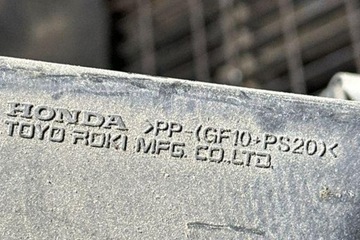 HONDA >PP-(GF10+PS20)<
TOYO ROKI MFG. CO.,LTD.